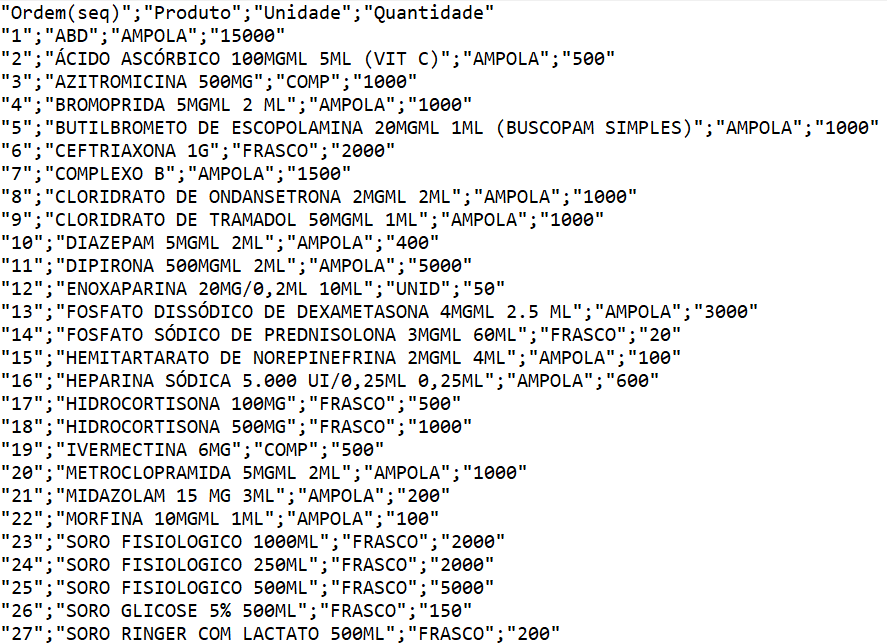 "Ordem(seq)";"Produto";"Unidade";"Quantidade"
"1";"ABD";"AMPOLA";"15000"
"2";"ÁCIDO ASCÓRBICO 100MGML 5ML (VIT C)";"AMPOLA";"500"
"3";"AZITROMICINA 500MG";"COMP";"1000"
"4";"BROMOPRIDA 5MGML 2 ML";"AMPOLA";"1000"
"5";"BUTILBROMETO DE ESCOPOLAMINA 20MGML 1ML (BUSCOPAM SIMPLES)";"AMPOLA";"1000"
"6";"CEFTRIAXONA 1G";"FRASCO";"2000"
"7";"COMPLEXO B";"AMPOLA";"1500"
"8";"CLORIDRATO DE ONDANSETRONA 2MGML 2ML";"AMPOLA";"1000"
"9";"CLORIDRATO DE TRAMADOL 50MGML 1ML";"AMPOLA";"1000"
"10";"DIAZEPAM 5MGML 2ML";"AMPOLA";"400"
"11";"DIPIRONA 500MGML 2ML";"AMPOLA";"5000"
"12";"ENOXAPARINA 20MG/0,2ML 10ML";"UNID";"50"
"13";"FOSFATO DISSÓDICO DE DEXAMETASONA 4MGML 2.5 ML";"AMPOLA";"3000"
"14";"FOSFATO SÓDICO DE PREDNISOLONA 3MGML 60ML";"FRASCO";"20"
"15";"HEMITARTARATO DE NOREPINEFRINA 2MGML 4ML";"AMPOLA";"100"
"16";"HEPARINA SÓDICA 5.000 UI/0,25ML 0,25ML";"AMPOLA";"600"
"17";"HIDROCORTISONA 100MG";"FRASCO";"500"
"18";"HIDROCORTISONA 500MG";"FRASCO";"1000"
"19";"IVERMECTINA 6MG";"COMP";"500"
"20";"METROCLOPRAMIDA 5MGML 2ML";"AMPOLA";"1000"
"21";"MIDAZOLAM 15 MG 3ML";"AMPOLA";"200"
"22";"MORFINA 10MGML 1ML";"AMPOLA";"100"
"23";"SORO FISIOLOGICO 1000ML";"FRASCO";"2000"
"24";"SORO FISIOLOGICO 250ML";"FRASCO";"2000"
"25";"SORO FISIOLOGICO 500ML";"FRASCO";"5000"
"26";"SORO GLICOSE 5% 500ML";"FRASCO";"150"
"27";"SORO RINGER COM LACTATO 500ML";"FRASCO";"200"